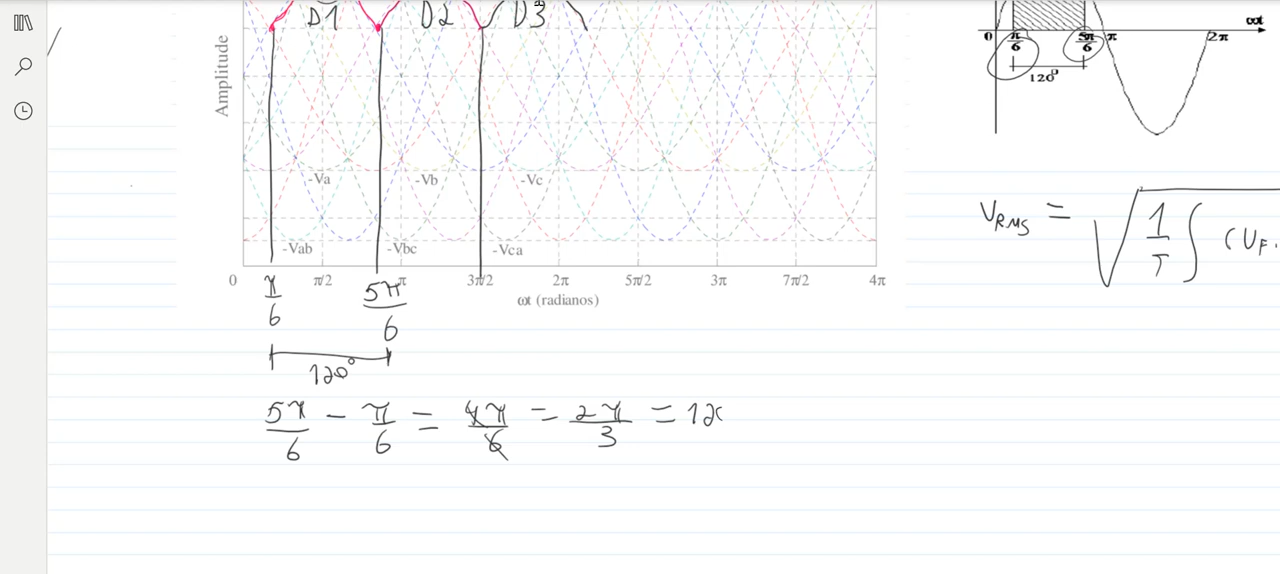 D1 D2 D3
Amplitude
-Va -Vb -Vc
-Vab -Vbc -Vca
0 π/2 π 3π/2 2π 5π/2 3π 7π/2 4π
ωt (radianos)
π/6 5π/6
120°
5π/6 - π/6 = 4π/6 = 2π/3 = 12
ωt
0 π/6 5π/6 π 2π
120°
VRMS = √ 1/T ∫ (VF.